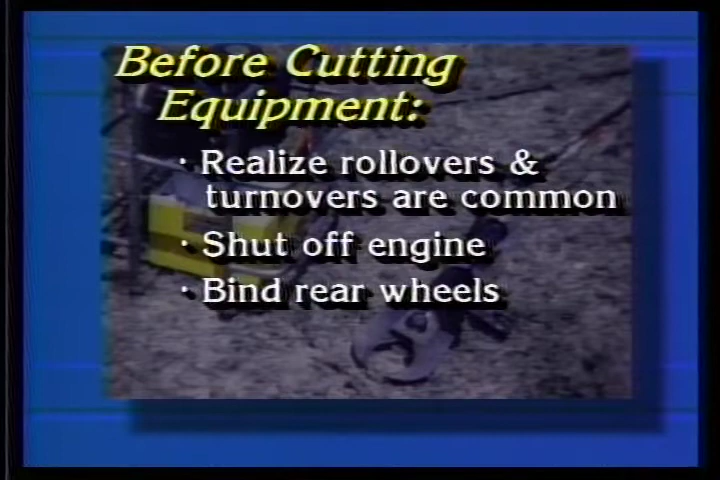 Before Cutting
Equipment:
· Realize rollovers &
turnovers are common
· Shut off engine
· Bind rear wheels